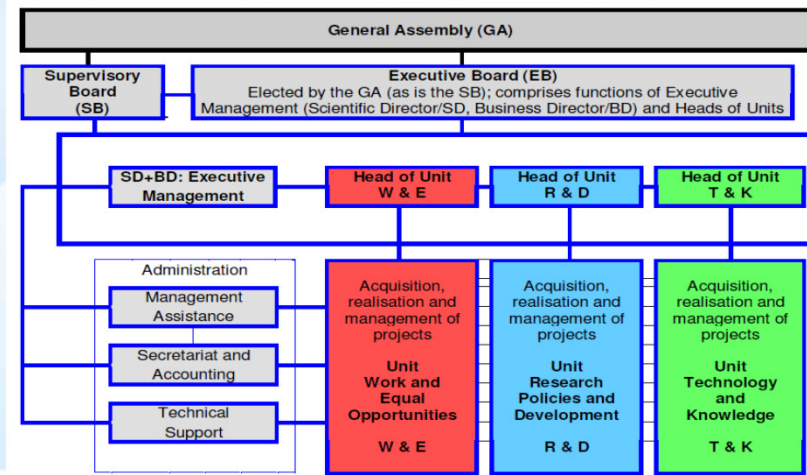 General Assembly (GA)
Supervisory
Board
(SB)
Executive Board (EB)
Elected by the GA (as is the SB); comprises functions of Executive
Management (Scientific Director/SD, Business Director/BD) and Heads of Units
SD+BD: Executive
Management
Head of Unit
W & E
Head of Unit
R & D
Head of Unit
T & K
Administration
Management
Assistance
Secretariat and
Accounting
Technical
Support
Acquisition,
realisation and
management of
projects
Unit
Work and
Equal
Opportunities
W & E
Acquisition,
realisation and
management of
projects
Unit
Research
Policies and
Development
R & D
Acquisition,
realisation and
management of
projects
Unit
Technology
and
Knowledge
T & K